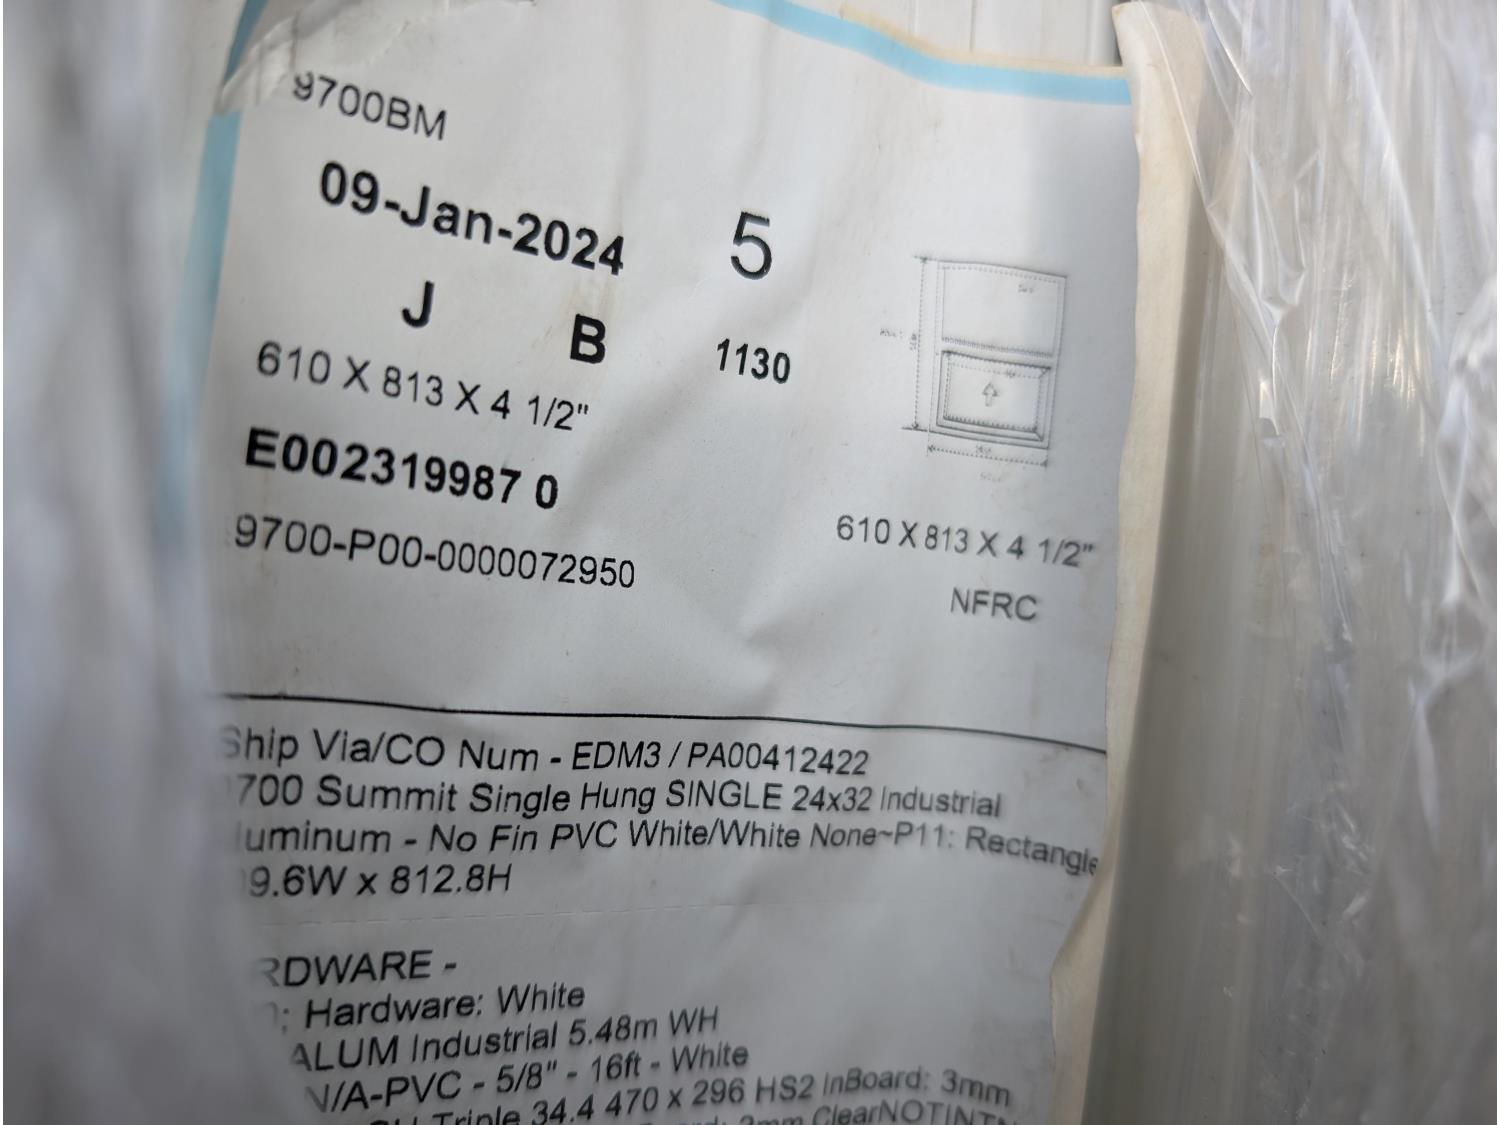 9700BM
09-Jan-2024 5
J B 1130
610 X 813 X 4 1/2"
E002319987 0
9700-P00-0000072950
610 X 813 X 4 1/2"
NFRC
Ship Via/CO Num - EDM3 / PA00412422
700 Summit Single Hung SINGLE 24x32 Industrial
luminum - No Fin PVC White/White None~P11: Rectangle
9.6W x 812.8H
RDWARE -
; Hardware: White
ALUM Industrial 5.48m WH
N/A-PVC - 5/8" - 16ft - White
Triple 34.4 470 x 296 HS2 InBoard: 3mm
3mm ClearNOTINTN